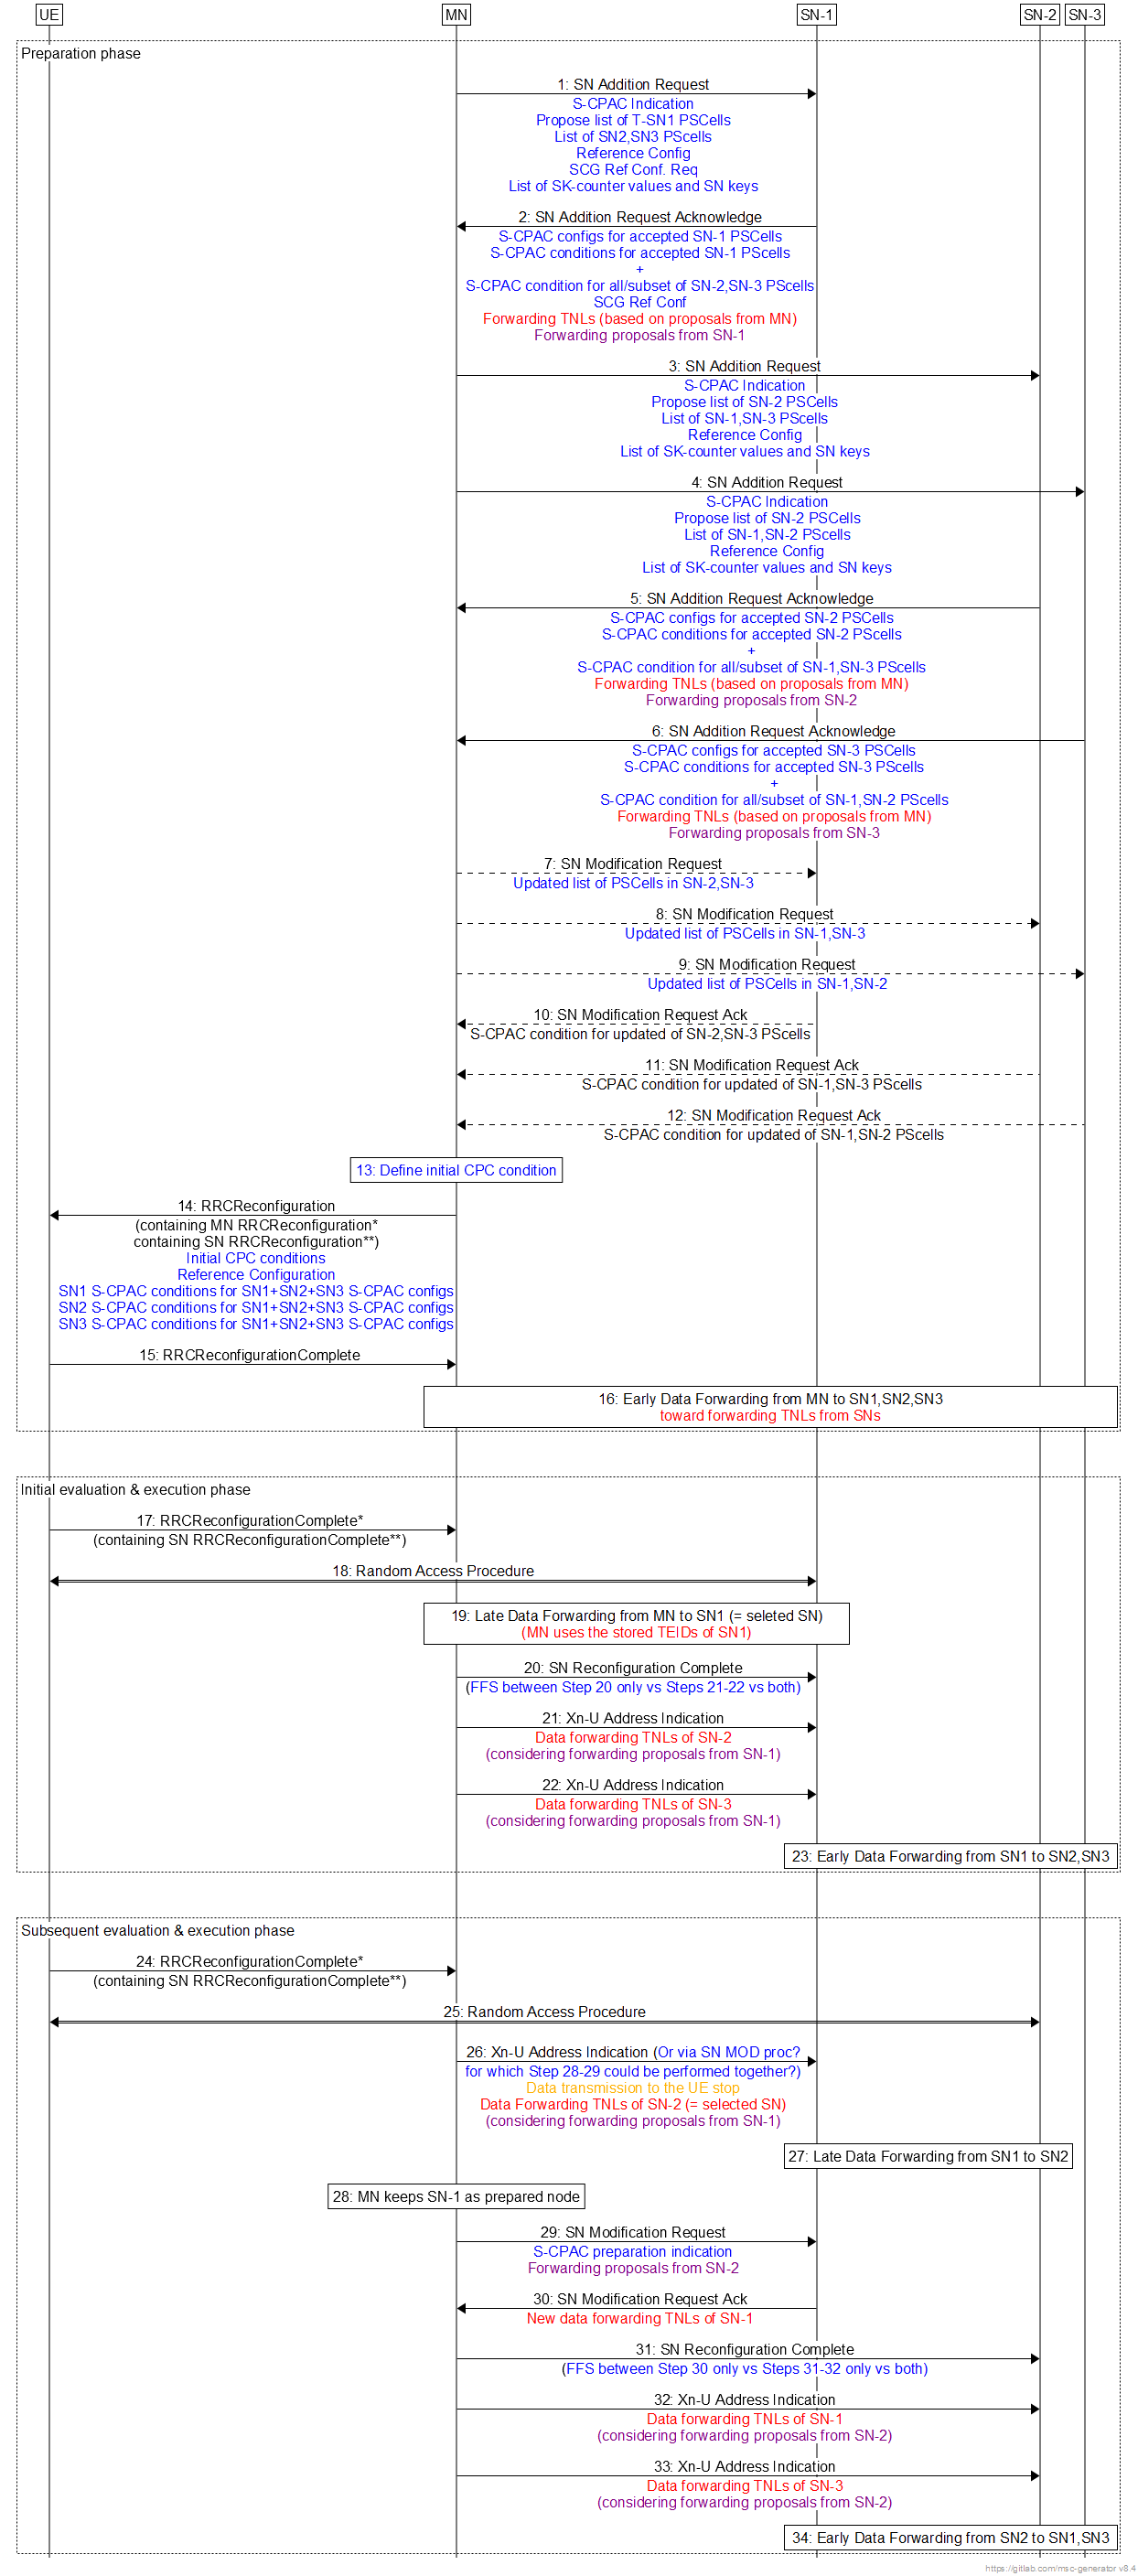 UE
MN
SN-1
SN-2
SN-3
Preparation phase
1: SN Addition Request
S-CPAC Indication
Propose list of T-SN1 PSCells
List of SN2,SN3 PScells
Reference Config
SCG Ref Conf. Req
List of SK-counter values and SN keys
2: SN Addition Request Acknowledge
S-CPAC configs for accepted SN-1 PSCells
S-CPAC conditions for accepted SN-1 PScells
+
S-CPAC condition for all/subset of SN-2,SN-3 PScells
SCG Ref Conf
Forwarding TNLs (based on proposals from MN)
Forwarding proposals from SN-1
3: SN Addition Request
S-CPAC Indication
Propose list of SN-2 PSCells
List of SN-1,SN-3 PScells
Reference Config
List of SK-counter values and SN keys
4: SN Addition Request
S-CPAC Indication
Propose list of SN-2 PSCells
List of SN-1,SN-2 PScells
Reference Config
List of SK-counter values and SN keys
5: SN Addition Request Acknowledge
S-CPAC configs for accepted SN-2 PSCells
S-CPAC conditions for accepted SN-2 PScells
+
S-CPAC condition for all/subset of SN-1,SN-3 PScells
Forwarding TNLs (based on proposals from MN)
Forwarding proposals from SN-2
6: SN Addition Request Acknowledge
S-CPAC configs for accepted SN-3 PSCells
S-CPAC conditions for accepted SN-3 PScells
+
S-CPAC condition for all/subset of SN-1,SN-2 PScells
Forwarding TNLs (based on proposals from MN)
Forwarding proposals from SN-3
7: SN Modification Request
Updated list of PSCells in SN-2,SN-3
8: SN Modification Request
Updated list of PSCells in SN-1,SN-3
9: SN Modification Request
Updated list of PSCells in SN-1,SN-2
10: SN Modification Request Ack
S-CPAC condition for updated of SN-2,SN-3 PScells
11: SN Modification Request Ack
S-CPAC condition for updated of SN-1,SN-3 PScells
12: SN Modification Request Ack
S-CPAC condition for updated of SN-1,SN-2 PScells
13: Define initial CPC condition
14: RRCReconfiguration
(containing MN RRCReconfiguration*
containing SN RRCReconfiguration**)
Initial CPC conditions
Reference Configuration
SN1 S-CPAC conditions for SN1+SN2+SN3 S-CPAC configs
SN2 S-CPAC conditions for SN1+SN2+SN3 S-CPAC configs
SN3 S-CPAC conditions for SN1+SN2+SN3 S-CPAC configs
15: RRCReconfigurationComplete
16: Early Data Forwarding from MN to SN1,SN2,SN3
toward forwarding TNLs from SNs
Initial evaluation & execution phase
17: RRCReconfigurationComplete*
(containing SN RRCReconfigurationComplete**)
18: Random Access Procedure
19: Late Data Forwarding from MN to SN1 (= seleted SN)
(MN uses the stored TEIDs of SN1)
20: SN Reconfiguration Complete
(FFS between Step 20 only vs Steps 21-22 vs both)
21: Xn-U Address Indication
Data forwarding TNLs of SN-2
(considering forwarding proposals from SN-1)
22: Xn-U Address Indication
Data forwarding TNLs of SN-3
(considering forwarding proposals from SN-1)
23: Early Data Forwarding from SN1 to SN2,SN3
Subsequent evaluation & execution phase
24: RRCReconfigurationComplete*
(containing SN RRCReconfigurationComplete**)
25: Random Access Procedure
26: Xn-U Address Indication (Or via SN MOD proc?
for which Step 28-29 could be performed together?)
Data transmission to the UE stop
Data Forwarding TNLs of SN-2 (= selected SN)
(considering forwarding proposals from SN-1)
27: Late Data Forwarding from SN1 to SN2
28: MN keeps SN-1 as prepared node
29: SN Modification Request
S-CPAC preparation indication
Forwarding proposals from SN-2
30: SN Modification Request Ack
New data forwarding TNLs of SN-1
31: SN Reconfiguration Complete
(FFS between Step 30 only vs Steps 31-32 only vs both)
32: Xn-U Address Indication
Data forwarding TNLs of SN-1
(considering forwarding proposals from SN-2)
33: Xn-U Address Indication
Data forwarding TNLs of SN-3
(considering forwarding proposals from SN-2)
34: Early Data Forwarding from SN2 to SN1,SN3
https://gitlab.com/msc-generator v8.4